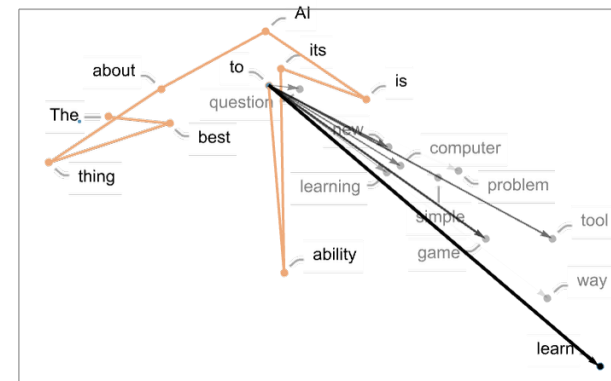 AI
its
to
about
is
question
The
new
best
computer
learning
problem
thing
simple
tool
game
ability
way
learn